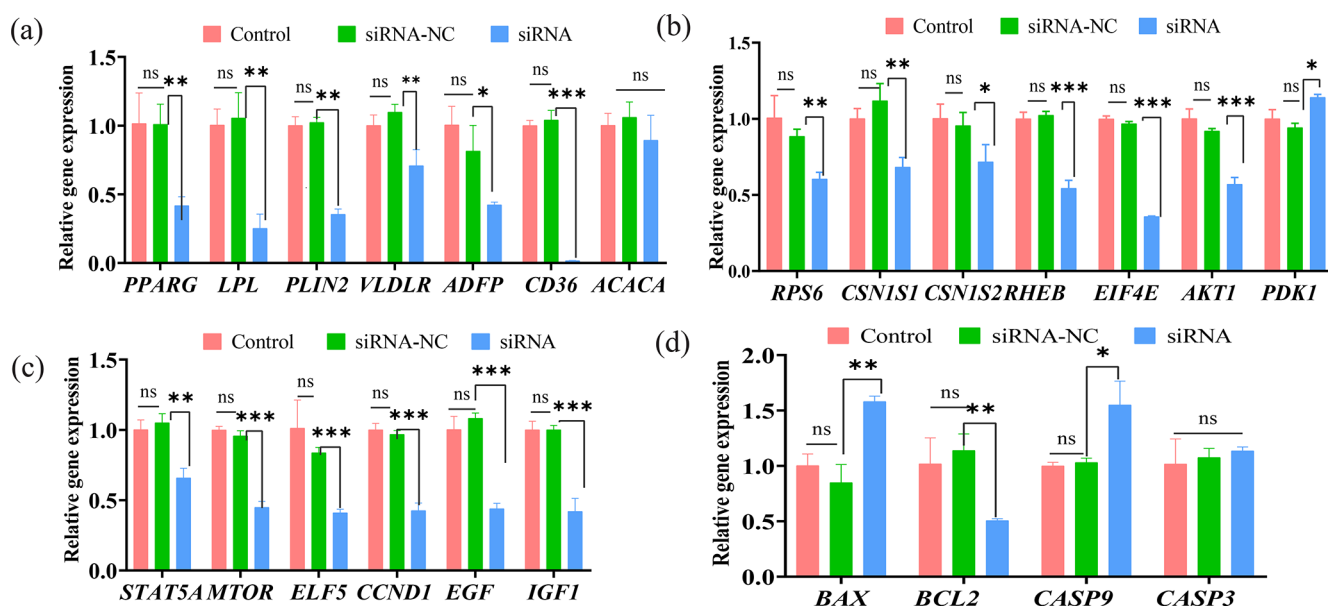 (a)
Control siRNA-NC siRNA
Relative gene expression
1.5
1.0
0.5
0.0
ns ** ns ** ns ** ns ** ns * ns *** ns
PPARG LPL PLIN2 VLDLR ADFP CD36 ACACA
(b)
Control siRNA-NC siRNA
Relative gene expression
1.5
1.0
0.5
0.0
ns ** ns ** ns * ns *** ns *** ns *** ns *
RPS6 CSN1S1 CSN1S2 RHEB EIF4E AKT1 PDK1
(c)
Control siRNA-NC siRNA
Relative gene expression
1.5
1.0
0.5
0.0
ns ** ns *** ns *** ns *** ns *** ns ***
STAT5A MTOR ELF5 CCND1 EGF IGF1
(d)
Control siRNA-NC siRNA
Relative gene expression
2.0
1.5
1.0
0.5
0.0
ns ** ns ** ns * ns
BAX BCL2 CASP9 CASP3